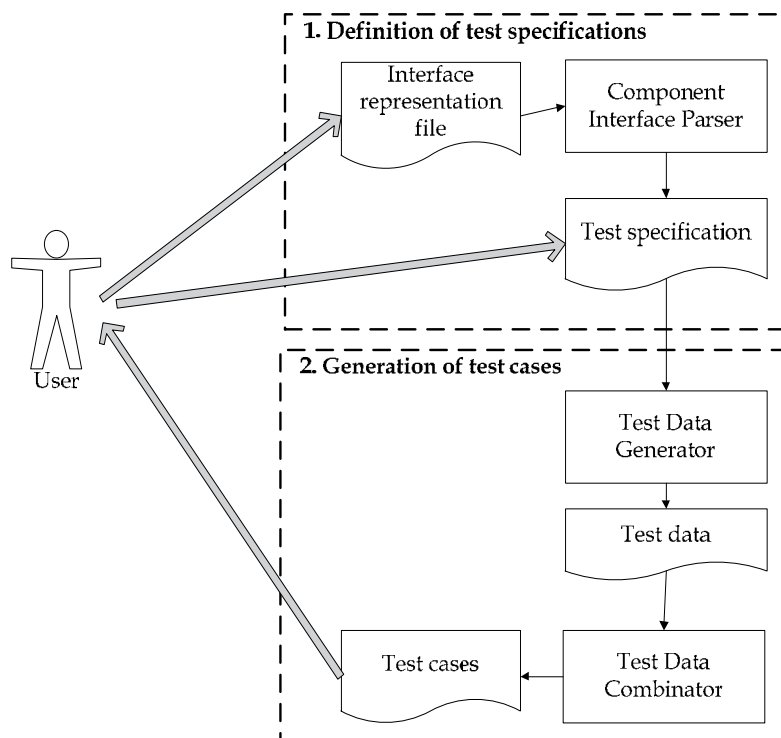 1. Definition of test specifications
Interface
representation
file
Component
Interface Parser
Test specification
User
2. Generation of test cases
Test Data
Generator
Test data
Test cases
Test Data
Combinator